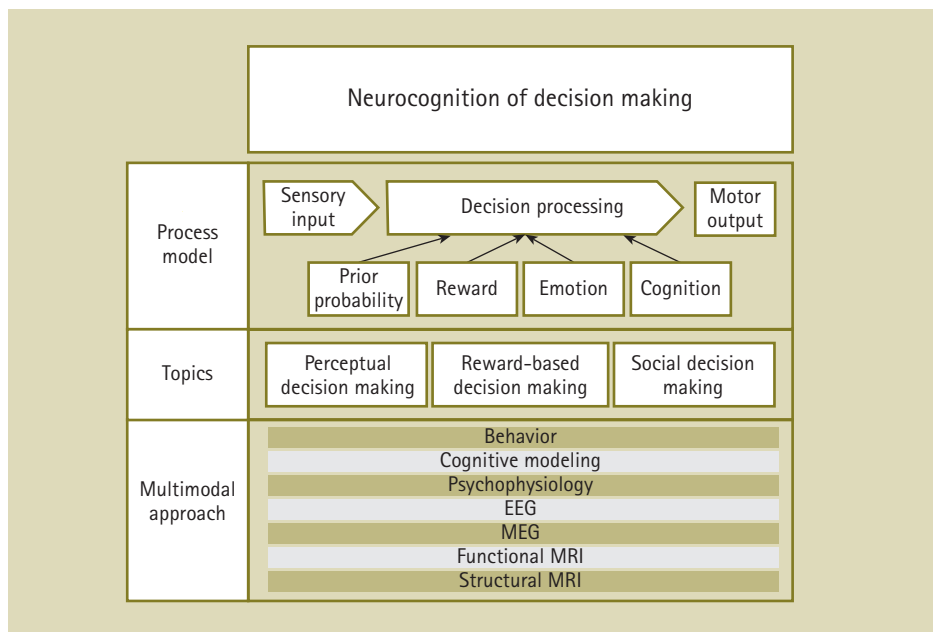 Neurocognition of decision making
Process
model
Sensory
input
Decision processing
Motor
output
Prior
probability
Reward
Emotion
Cognition
Topics
Perceptual
decision making
Reward-based
decision making
Social decision
making
Multimodal
approach
Behavior
Cognitive modeling
Psychophysiology
EEG
MEG
Functional MRI
Structural MRI